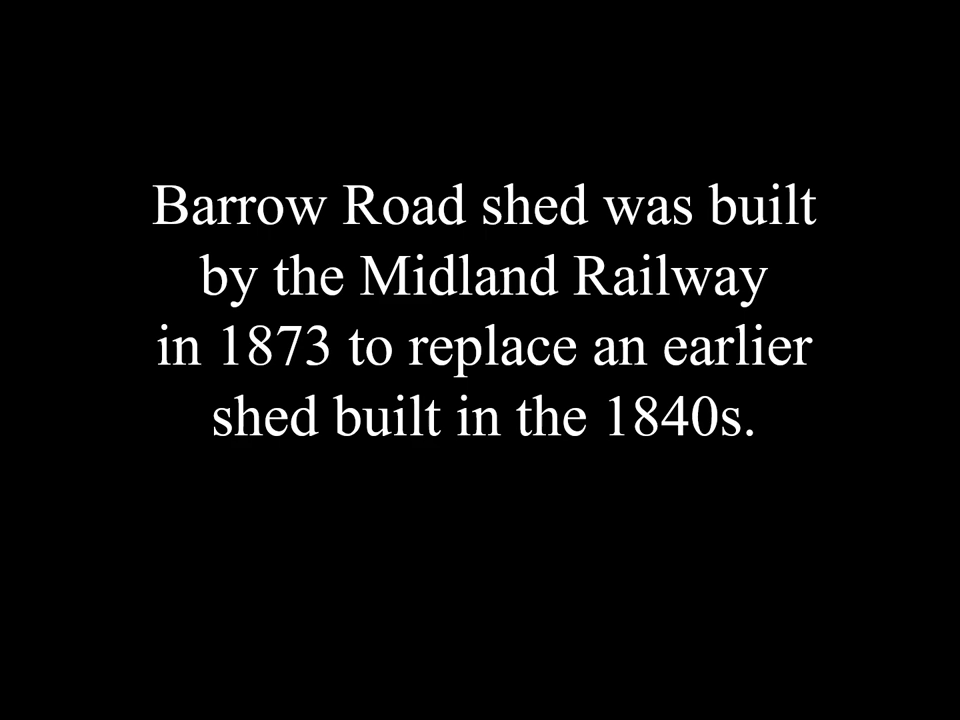 Barrow Road shed was built
by the Midland Railway
in 1873 to replace an earlier
shed built in the 1840s.